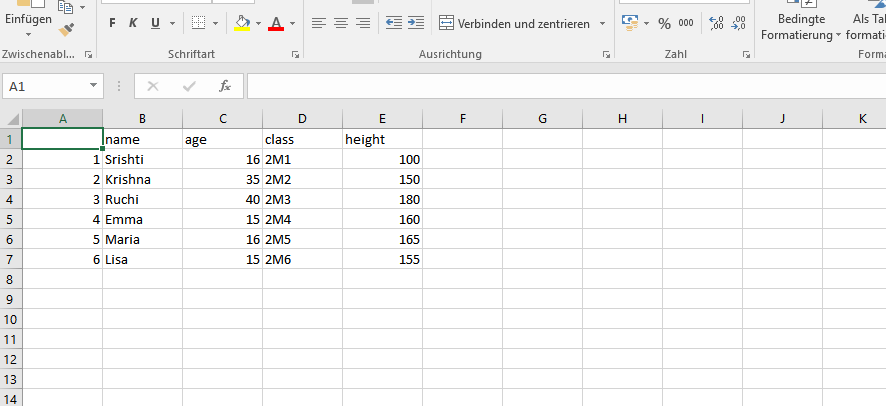 Einfügen F K U A % 000 Verbinden und zentrieren Bedingte Als Ta
Formatierung formati
Zwischenabl... Schriftart Ausrichtung Zahl Forma
A1 fx
A B C D E F G H I J K
1 name age class height
2 1 Srishti 16 2M1 100
3 2 Krishna 35 2M2 150
4 3 Ruchi 40 2M3 180
5 4 Emma 15 2M4 160
6 5 Maria 16 2M5 165
7 6 Lisa 15 2M6 155
8
9
10
11
12
13
14